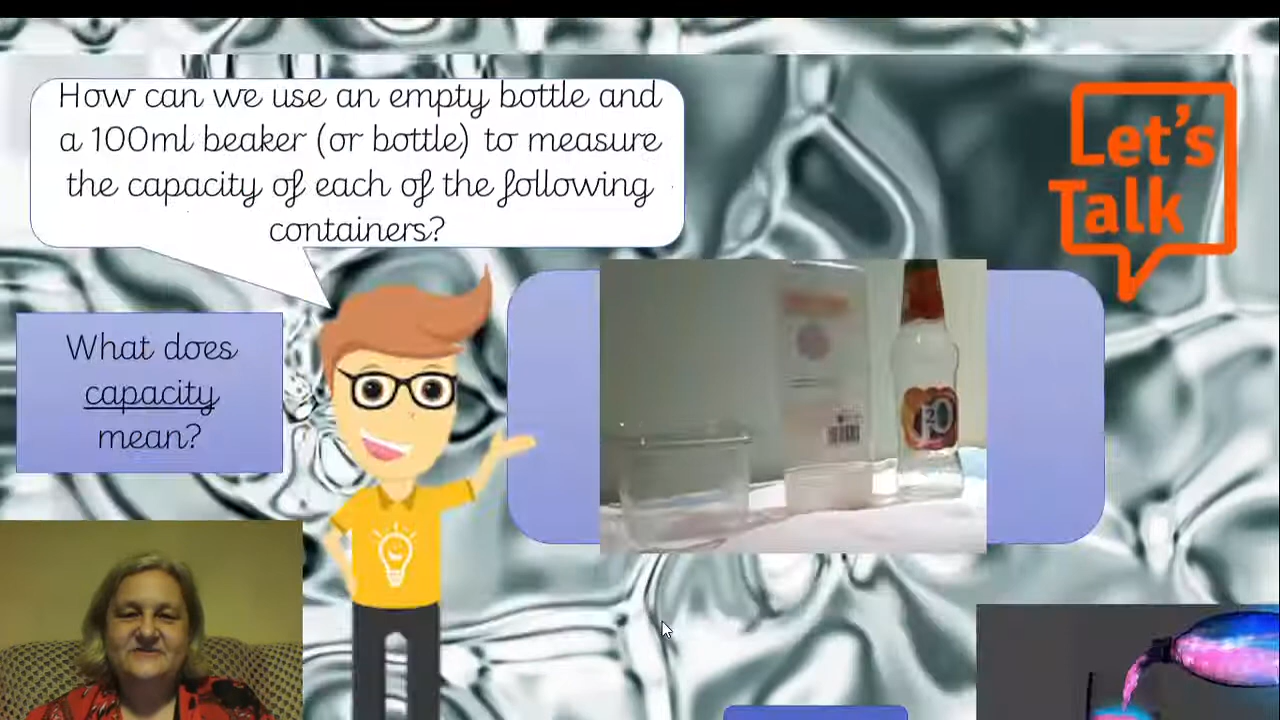 How can we use an empty bottle and
a 100ml beaker (or bottle) to measure
the capacity of each of the following
containers?
Let's
Talk
What does
capacity
mean?